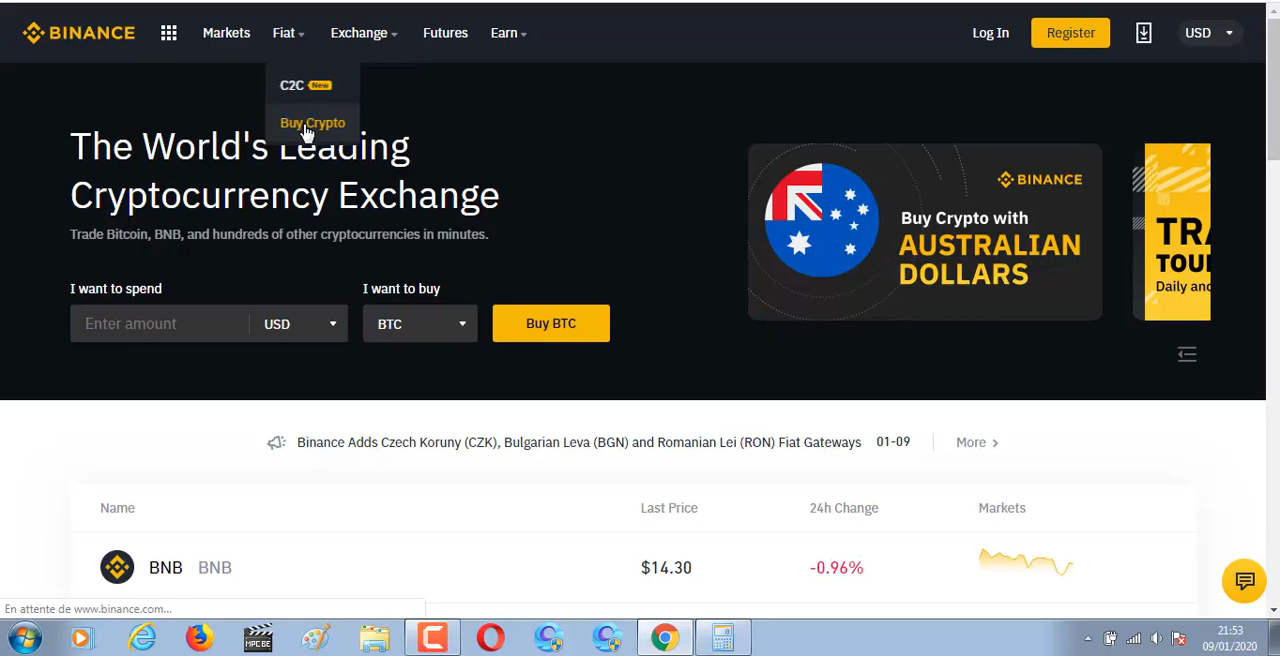 BINANCE Markets Fiat Exchange Futures Earn Log In Register USD
C2C New
Buy Crypto
The World's Leading
Cryptocurrency Exchange
Trade Bitcoin, BNB, and hundreds of other cryptocurrencies in minutes.
I want to spend I want to buy
Enter amount USD BTC Buy BTC
BINANCE
Buy Crypto with
AUSTRALIAN
DOLLARS
TRA
TOU
Daily and
Binance Adds Czech Koruny (CZK), Bulgarian Leva (BGN) and Romanian Lei (RON) Fiat Gateways 01-09 More
Name Last Price 24h Change Markets
BNB BNB $14.30 -0.96%
En attente de www.binance.com...
MPC BE
21:53
09/01/2020